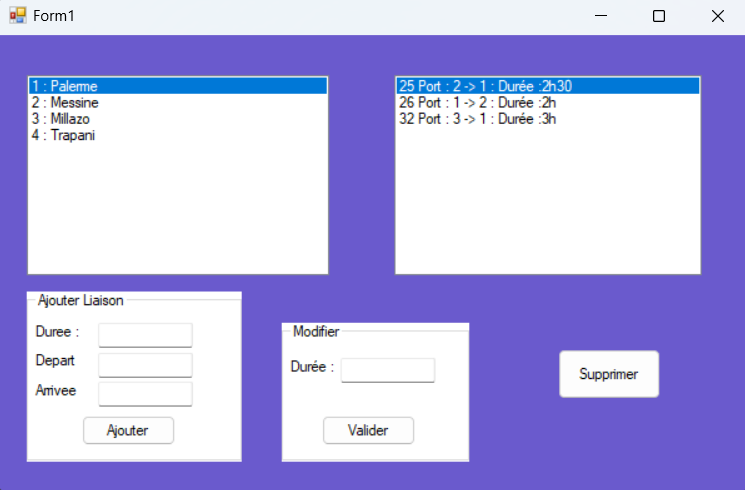 Form1
1 : Palerme
2 : Messine
3 : Millazo
4 : Trapani
25 Port : 2 -> 1 : Durée :2h30
26 Port : 1 -> 2 : Durée :2h
32 Port : 3 -> 1 : Durée :3h
Ajouter Liaison
Duree :
Depart
Arrivee
Ajouter
Modifier
Durée :
Valider
Supprimer